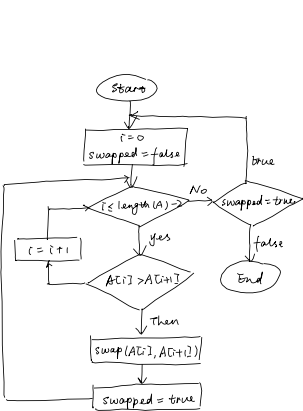 Start
i=0
swapped=false
i≤length(A)-2
No
swapped=true
true
false
End
yes
i=i+1
A[i]>A[i+1]
Then
swap(A[i],A[i+1])
swapped=true